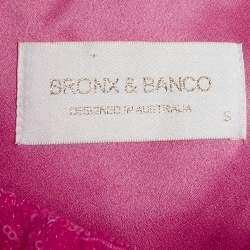 BRONX & BANCO
DESIGNED IN AUSTRALIA
S